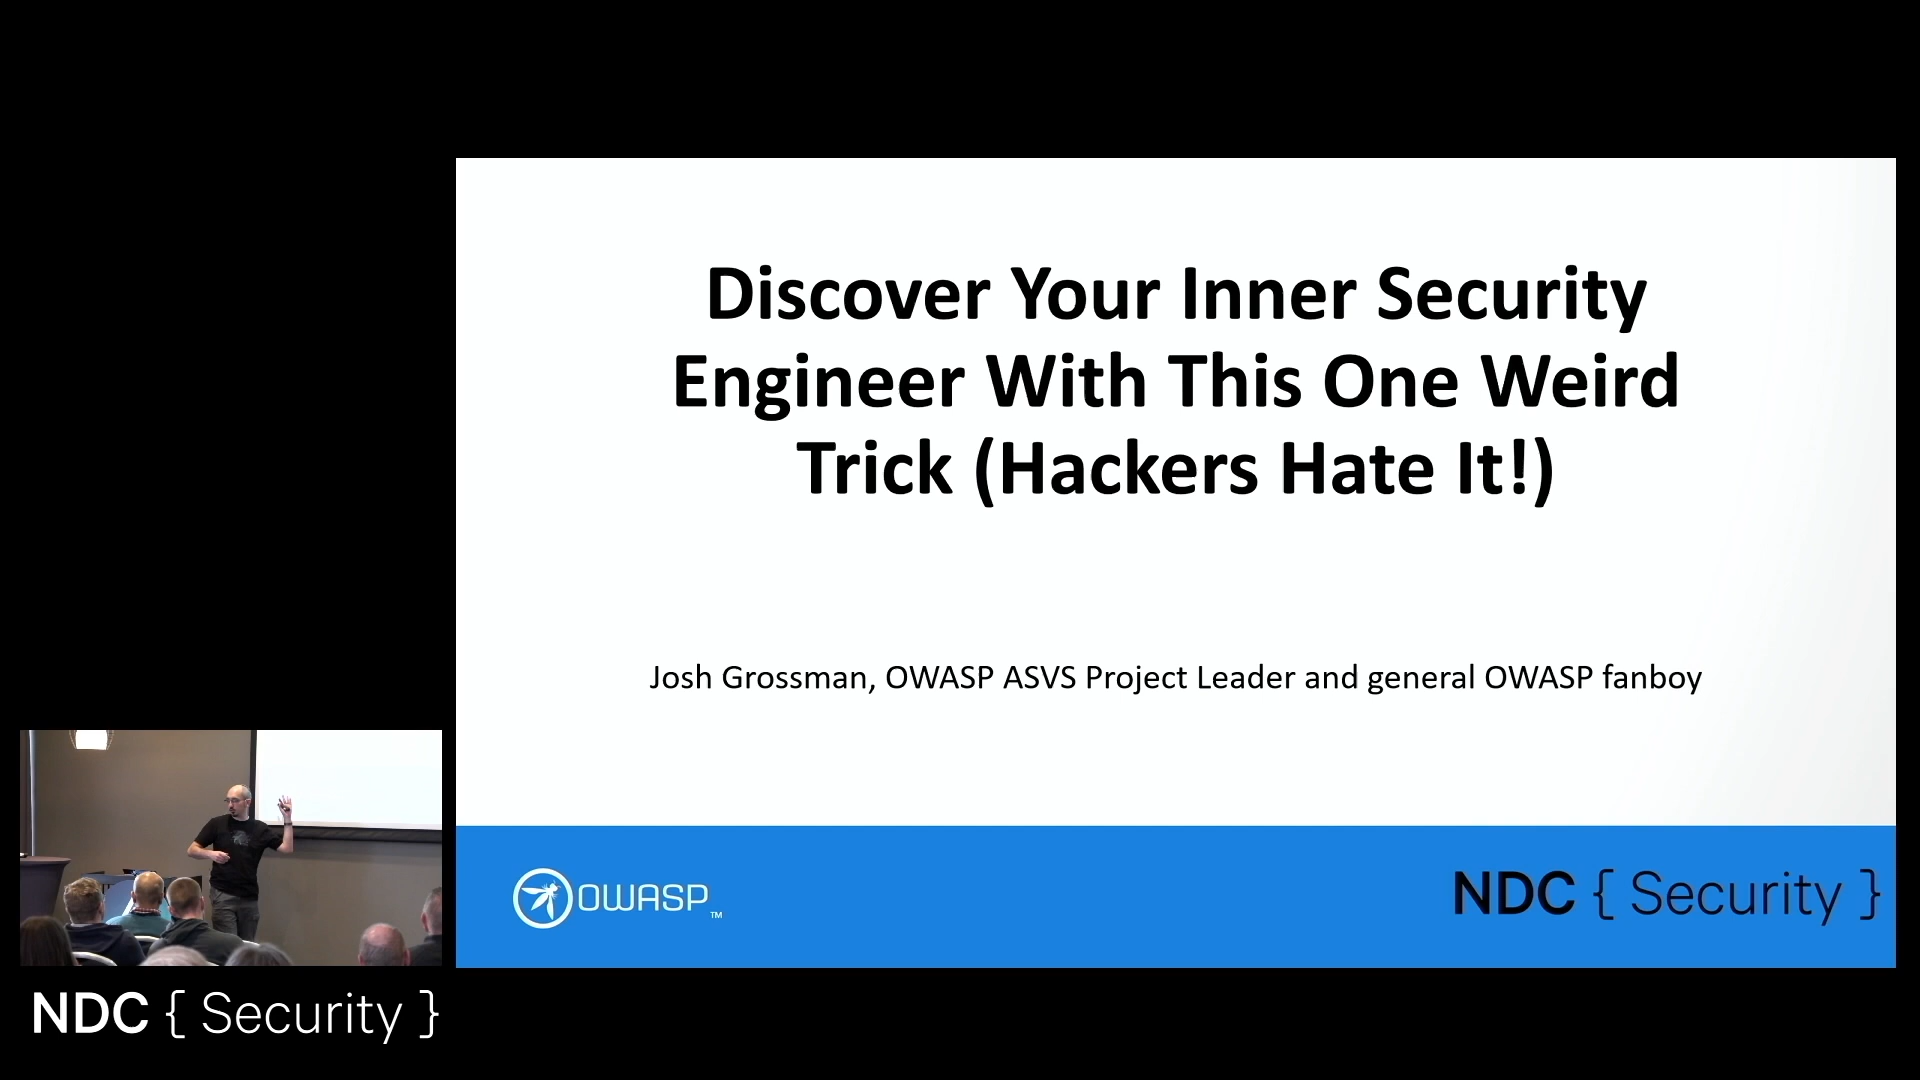 Discover Your Inner Security
Engineer With This One Weird
Trick (Hackers Hate It!)
Josh Grossman, OWASP ASVS Project Leader and general OWASP fanboy
OWASP™
NDC { Security }
NDC { Security }